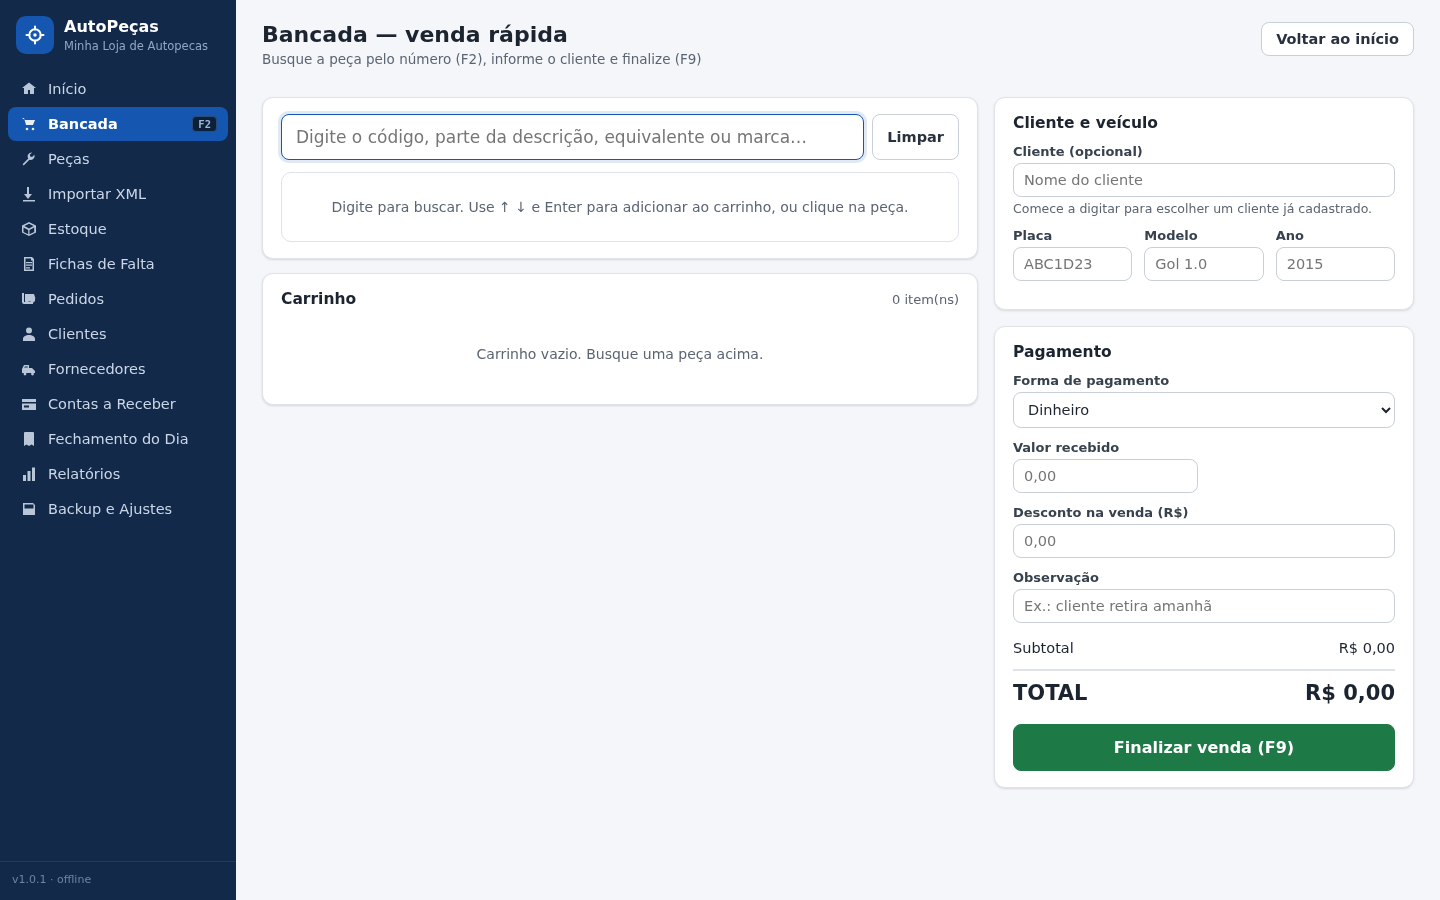 AutoPeças
Minha Loja de Autopecas
Início
Bancada F2
Peças
Importar XML
Estoque
Fichas de Falta
Pedidos
Clientes
Fornecedores
Contas a Receber
Fechamento do Dia
Relatórios
Backup e Ajustes
v1.0.1 · offline
Bancada — venda rápida
Busque a peça pelo número (F2), informe o cliente e finalize (F9)
Voltar ao início
Digite o código, parte da descrição, equivalente ou marca...
Limpar
Digite para buscar. Use ↑ ↓ e Enter para adicionar ao carrinho, ou clique na peça.
Carrinho
0 item(ns)
Carrinho vazio. Busque uma peça acima.
Cliente e veículo
Cliente (opcional)
Nome do cliente
Comece a digitar para escolher um cliente já cadastrado.
Placa Modelo Ano
ABC1D23 Gol 1.0 2015
Pagamento
Forma de pagamento
Dinheiro
Valor recebido
0,00
Desconto na venda (R$)
0,00
Observação
Ex.: cliente retira amanhã
Subtotal R$ 0,00
TOTAL R$ 0,00
Finalizar venda (F9)